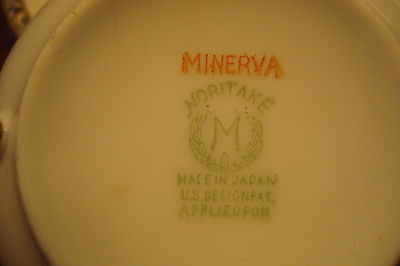 MINERVA
NORITAKE
M
MADE IN JAPAN
U.S. DESIGN PAT.
APPLIED FOR